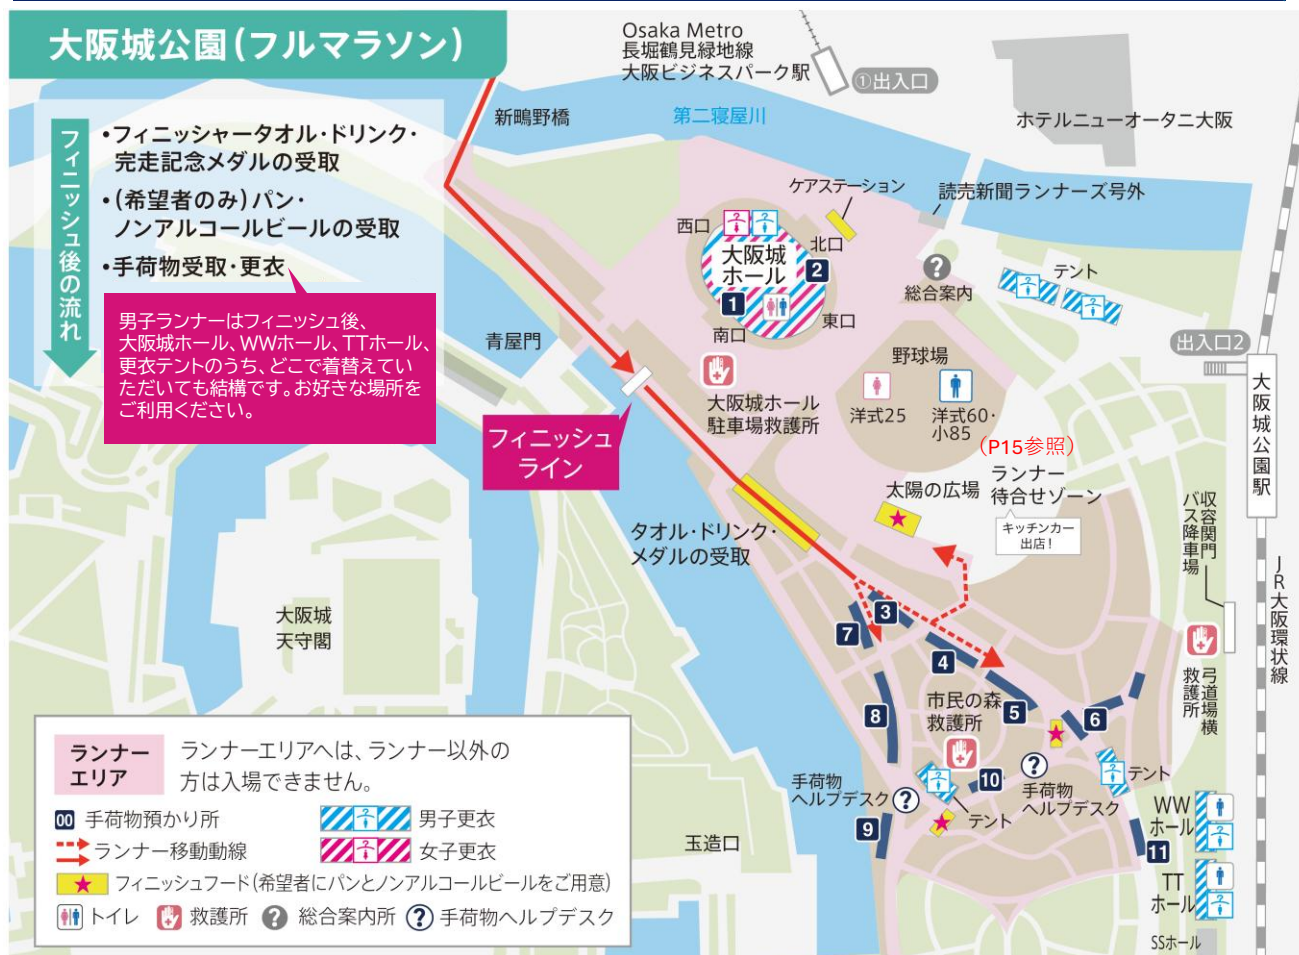 大阪城公園(フルマラソン)
フィニッシュ後の流れ
•フィニッシャータオル・ドリンク・
完走記念メダルの受取
•(希望者のみ)パン・
ノンアルコールビールの受取
•手荷物受取・更衣
男子ランナーはフィニッシュ後、
大阪城ホール、WWホール、TTホール、
更衣テントのうち、どこで着替えてい
ただいても結構です。お好きな場所を
ご利用ください。
Osaka Metro
長堀鶴見緑地線
大阪ビジネスパーク駅
①出入口
新鴫野橋
第二寝屋川
ホテルニューオータニ大阪
ケアステーション
読売新聞ランナーズ号外
西口
北口
大阪城
ホール
2
1
南口
東口
?
総合案内
テント
出入口2
青屋門
大阪城ホール
駐車場救護所
野球場
洋式25
洋式60・
小85
(P15参照)
大阪城公園駅
フィニッシュ
ライン
太陽の広場
ランナー
待合せゾーン
キッチンカー
出店!
タオル・ドリンク・
メダルの受取
収容関門
バス降車場
JR大阪環状線
大阪城
天守閣
3
7
4
5
6
8
市民の森
救護所
弓道場横
救護所
10
?
手荷物
ヘルプデスク
?
手荷物
ヘルプデスク
テント
テント
9
11
WW
ホール
TT
ホール
SSホール
玉造口
ランナー
エリア
ランナーエリアへは、ランナー以外の
方は入場できません。
00 手荷物預かり所
男子更衣
ランナー移動動線
女子更衣
フィニッシュフード(希望者にパンとノンアルコールビールをご用意)
トイレ
救護所
? 総合案内所
? 手荷物ヘルプデスク